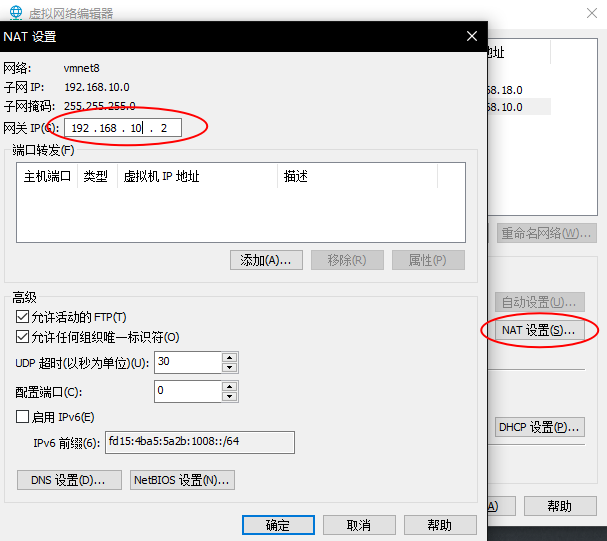 虚拟网络编辑器
NAT 设置
网络: vmnet8
子网 IP: 192.168.10.0
子网掩码: 255.255.255.0
网关 IP(G): 192 . 168 . 10 . 2
端口转发(F)
主机端口 类型 虚拟机 IP 地址 描述
添加(A)... 移除(R) 属性(P)
高级
允许活动的 FTP(T)
允许任何组织唯一标识符(O)
UDP 超时(以秒为单位)(U): 30
配置端口(C): 0
启用 IPv6(E)
IPv6 前缀(6): fd15:4ba5:5a2b:1008::/64
DNS 设置(D)... NetBIOS 设置(N)...
确定 取消 帮助
地址
68.18.0
68.10.0
重命名网络(W)...
自动设置(U)...
NAT 设置(S)...
DHCP 设置(P)...
A) 帮助